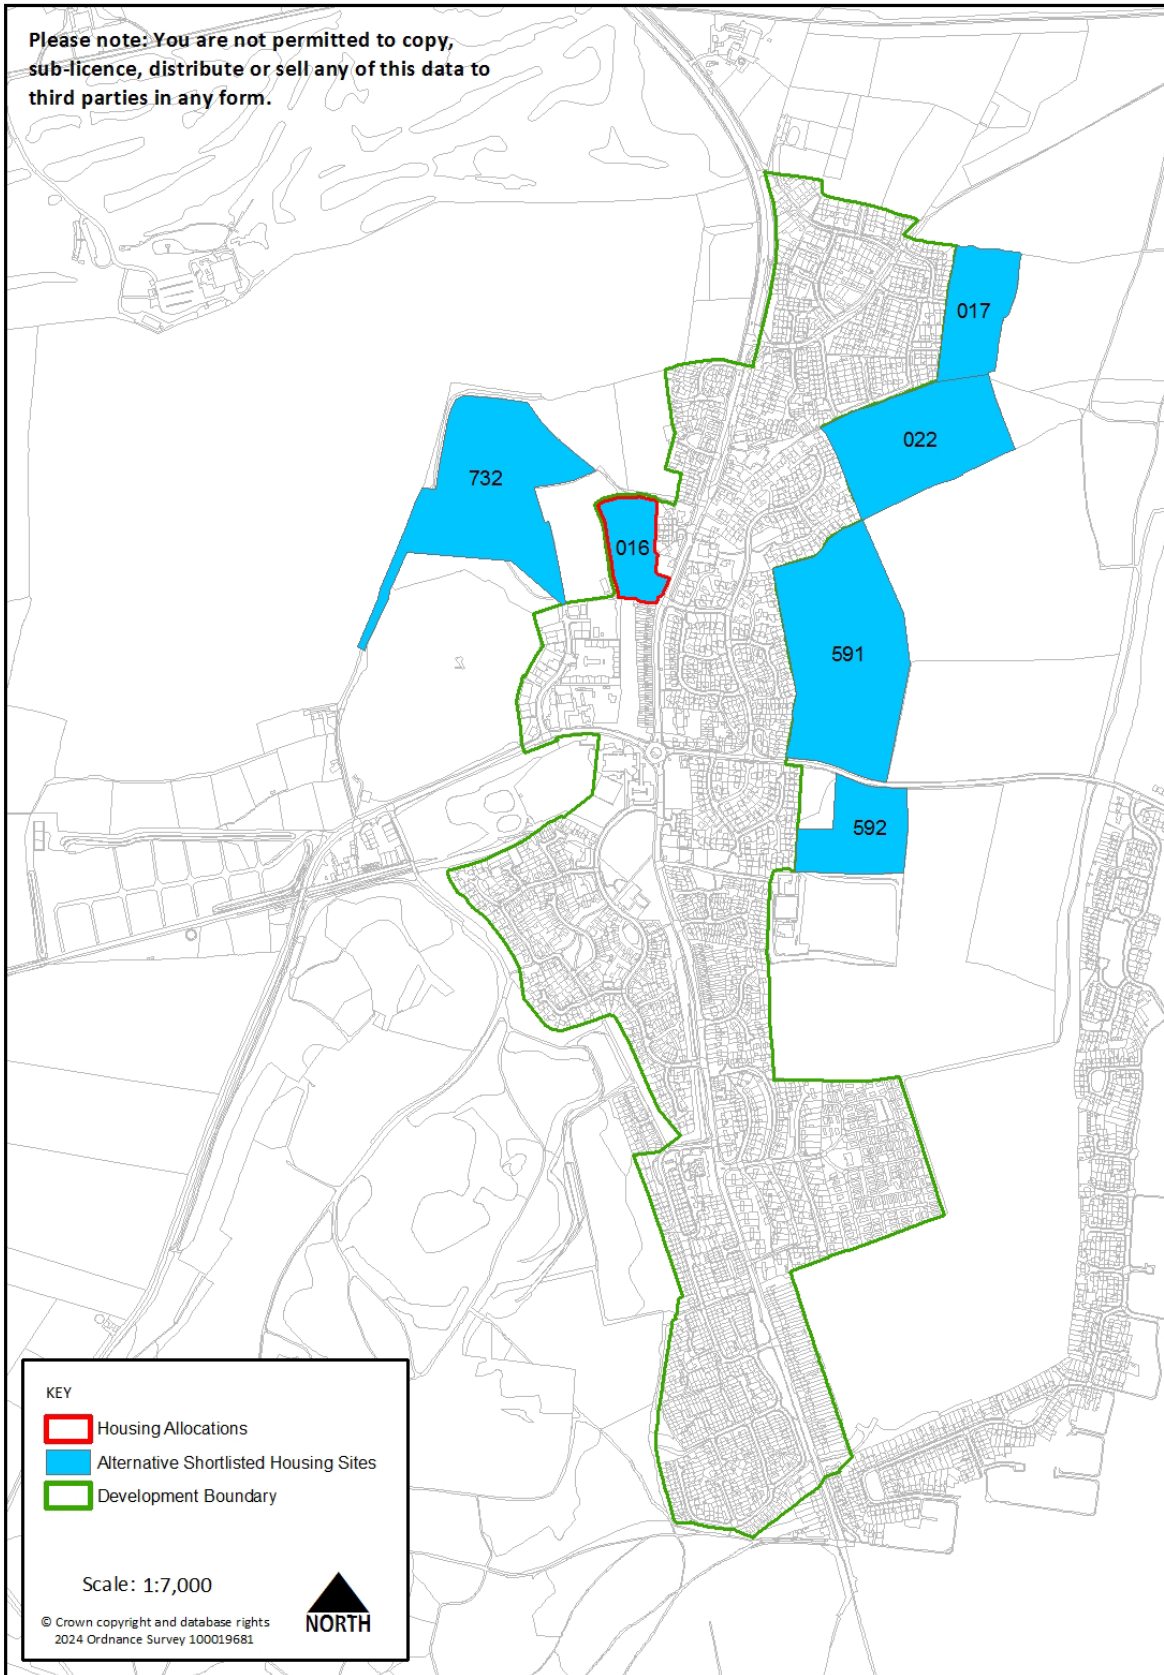 Please note: You are not permitted to copy,
sub-licence, distribute or sell any of this data to
third parties in any form.
017
022
732
016
591
592
KEY
Housing Allocations
Alternative Shortlisted Housing Sites
Development Boundary
Scale: 1:7,000
© Crown copyright and database rights
2024 Ordnance Survey 100019681
NORTH